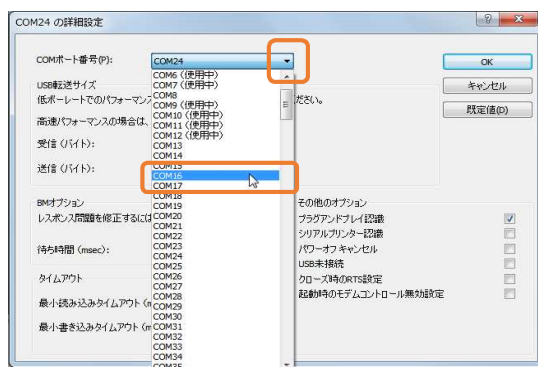 COM24 の詳細設定
COMポート番号(P):
COM24
OK
キャンセル
既定値(D)
USB転送サイズ
低ボーレートでのパフォーマン
ださい。
高速パフォーマンスの場合は、
受信 (バイト):
送信 (バイト):
COM6 (使用中)
COM7 (使用中)
COM8
COM9 (使用中)
COM10 (使用中)
COM11 (使用中)
COM12 (使用中)
COM13
COM14
COM15
COM16
COM17
COM18
COM19
COM20
COM21
COM22
COM23
COM24
COM25
COM26
COM27
COM28
COM29
COM30
COM31
COM32
COM33
COM34
COM35
BMオプション
レスポンス問題を修正するには
待ち時間 (msec):
タイムアウト
最小読み込みタイムアウト (m
最小書き込みタイムアウト (m
その他のオプション
プラグアンドプレイ認識
シリアルプリンター認識
パワーオフ キャンセル
USB未接続
クローズ時のRTS設定
起動時のモデムコントロール無効設定